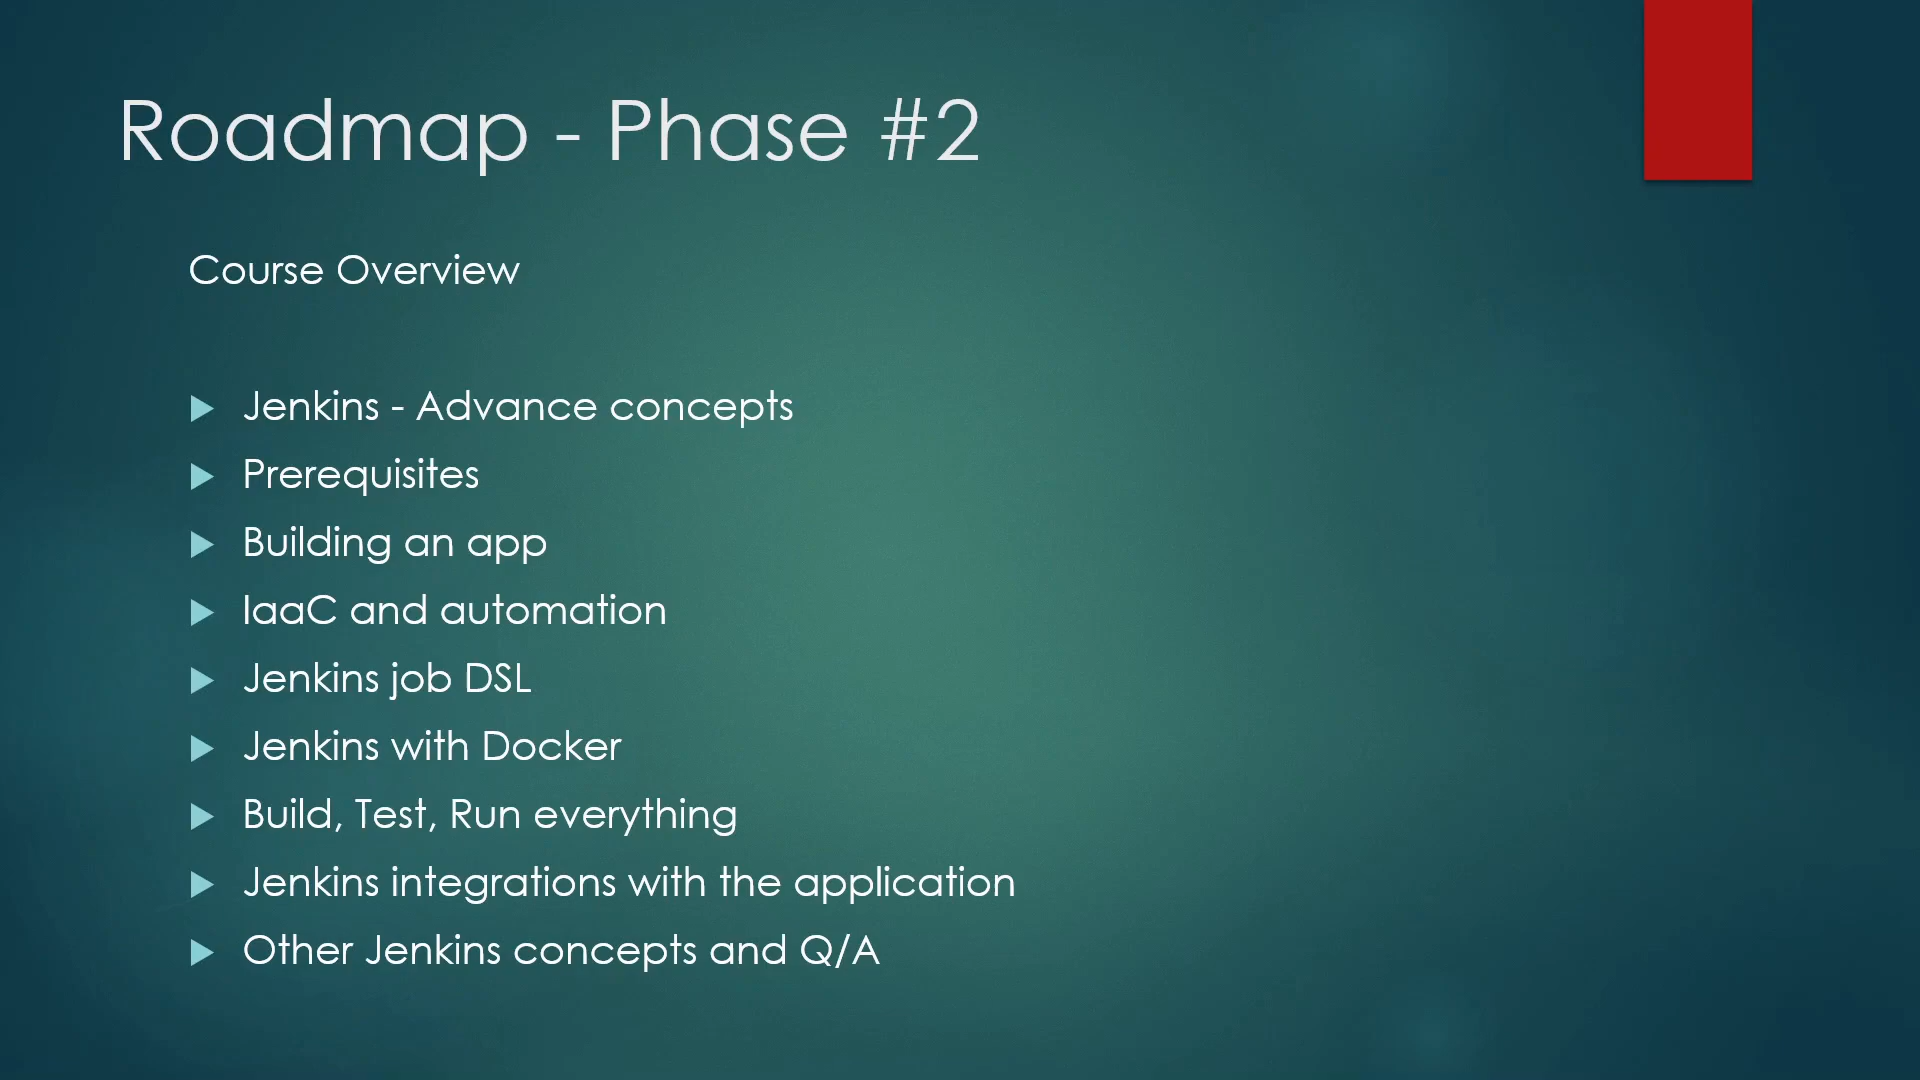 Roadmap - Phase #2
Course Overview
Jenkins - Advance concepts
Prerequisites
Building an app
IaaC and automation
Jenkins job DSL
Jenkins with Docker
Build, Test, Run everything
Jenkins integrations with the application
Other Jenkins concepts and Q/A